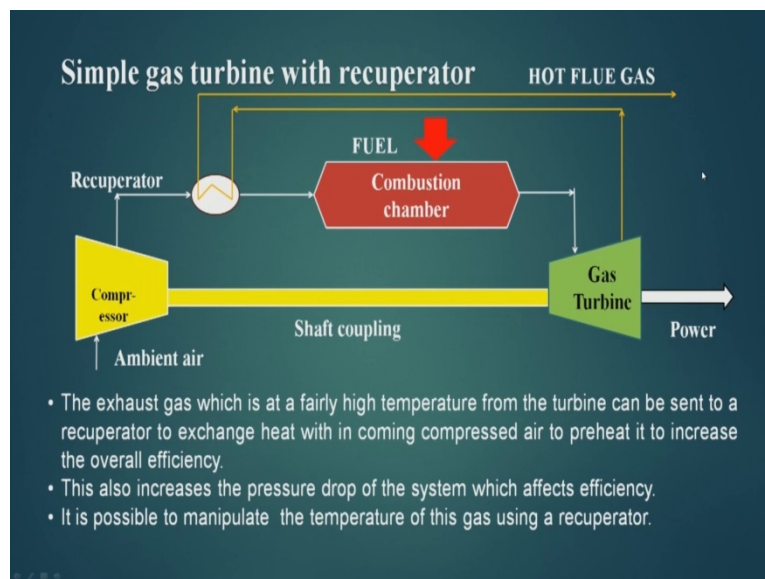 Simple gas turbine with recuperator
HOT FLUE GAS
FUEL
Recuperator
Combustion
chamber
Compr-
essor
Gas
Turbine
Shaft coupling
Power
Ambient air
• The exhaust gas which is at a fairly high temperature from the turbine can be sent to a
recuperator to exchange heat with in coming compressed air to preheat it to increase
the overall efficiency.
• This also increases the pressure drop of the system which affects efficiency.
• It is possible to manipulate the temperature of this gas using a recuperator.